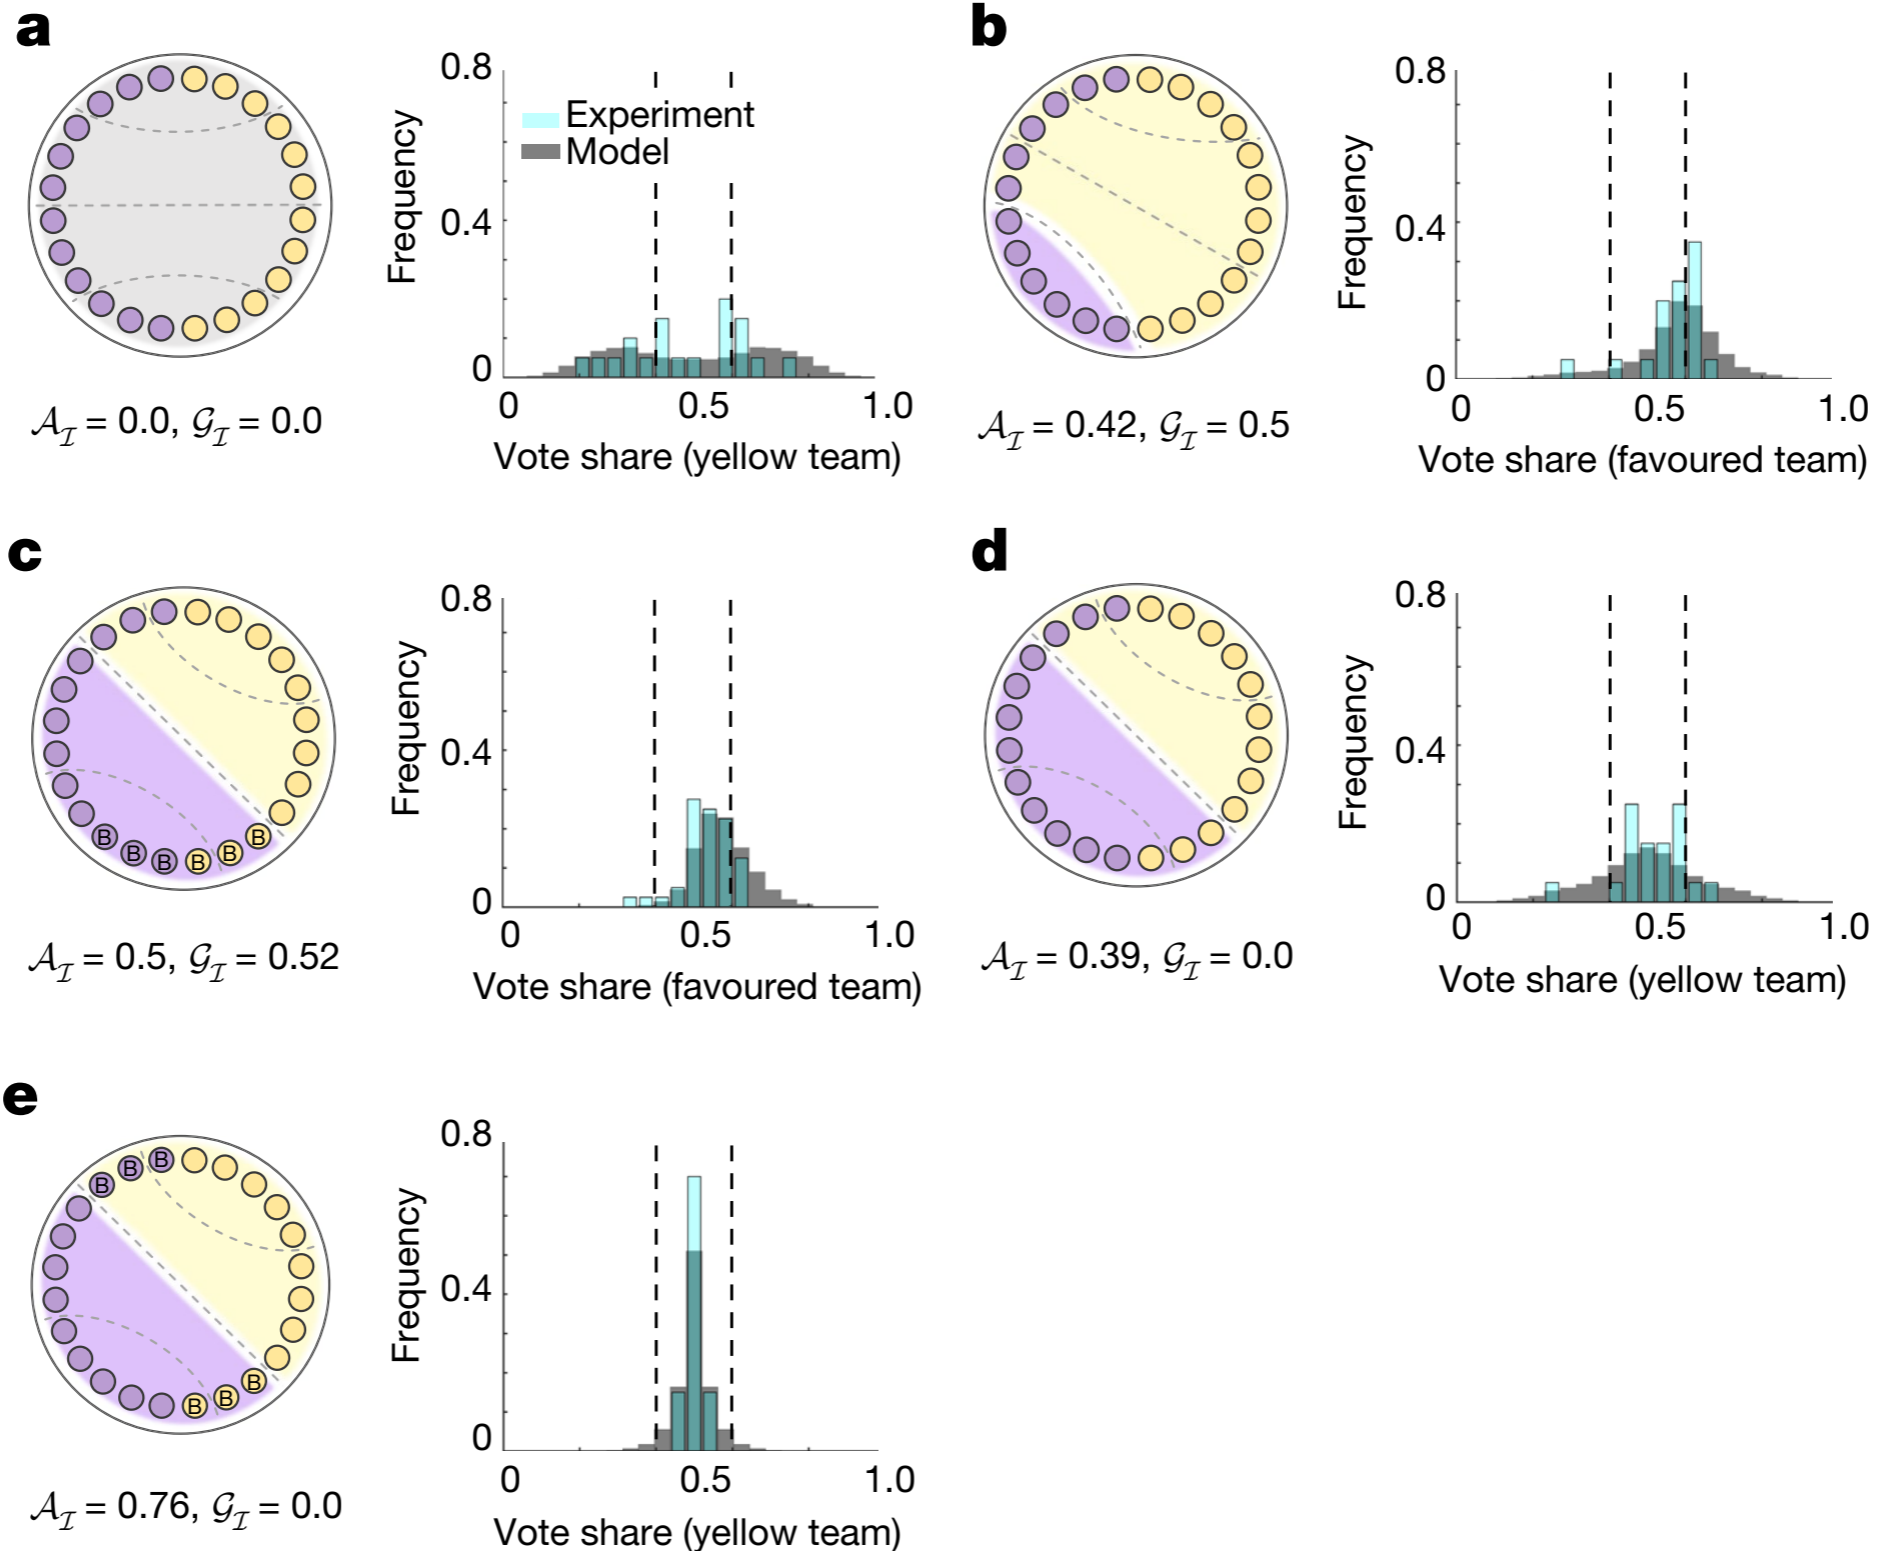 a
0.8
Experiment
Model
Frequency
0.4
0
0
0.5
1.0
𝒜ℐ = 0.0, 𝒢ℐ = 0.0
Vote share (yellow team)
b
0.8
Frequency
0.4
0
0
0.5
1.0
𝒜ℐ = 0.42, 𝒢ℐ = 0.5
Vote share (favoured team)
c
0.8
Frequency
0.4
0
B
B
B
B
B
B
0
0.5
1.0
𝒜ℐ = 0.5, 𝒢ℐ = 0.52
Vote share (favoured team)
d
0.8
Frequency
0.4
0
0
0.5
1.0
𝒜ℐ = 0.39, 𝒢ℐ = 0.0
Vote share (yellow team)
e
0.8
B
B
B
Frequency
0.4
B
B
B
0
0
0.5
1.0
𝒜ℐ = 0.76, 𝒢ℐ = 0.0
Vote share (yellow team)